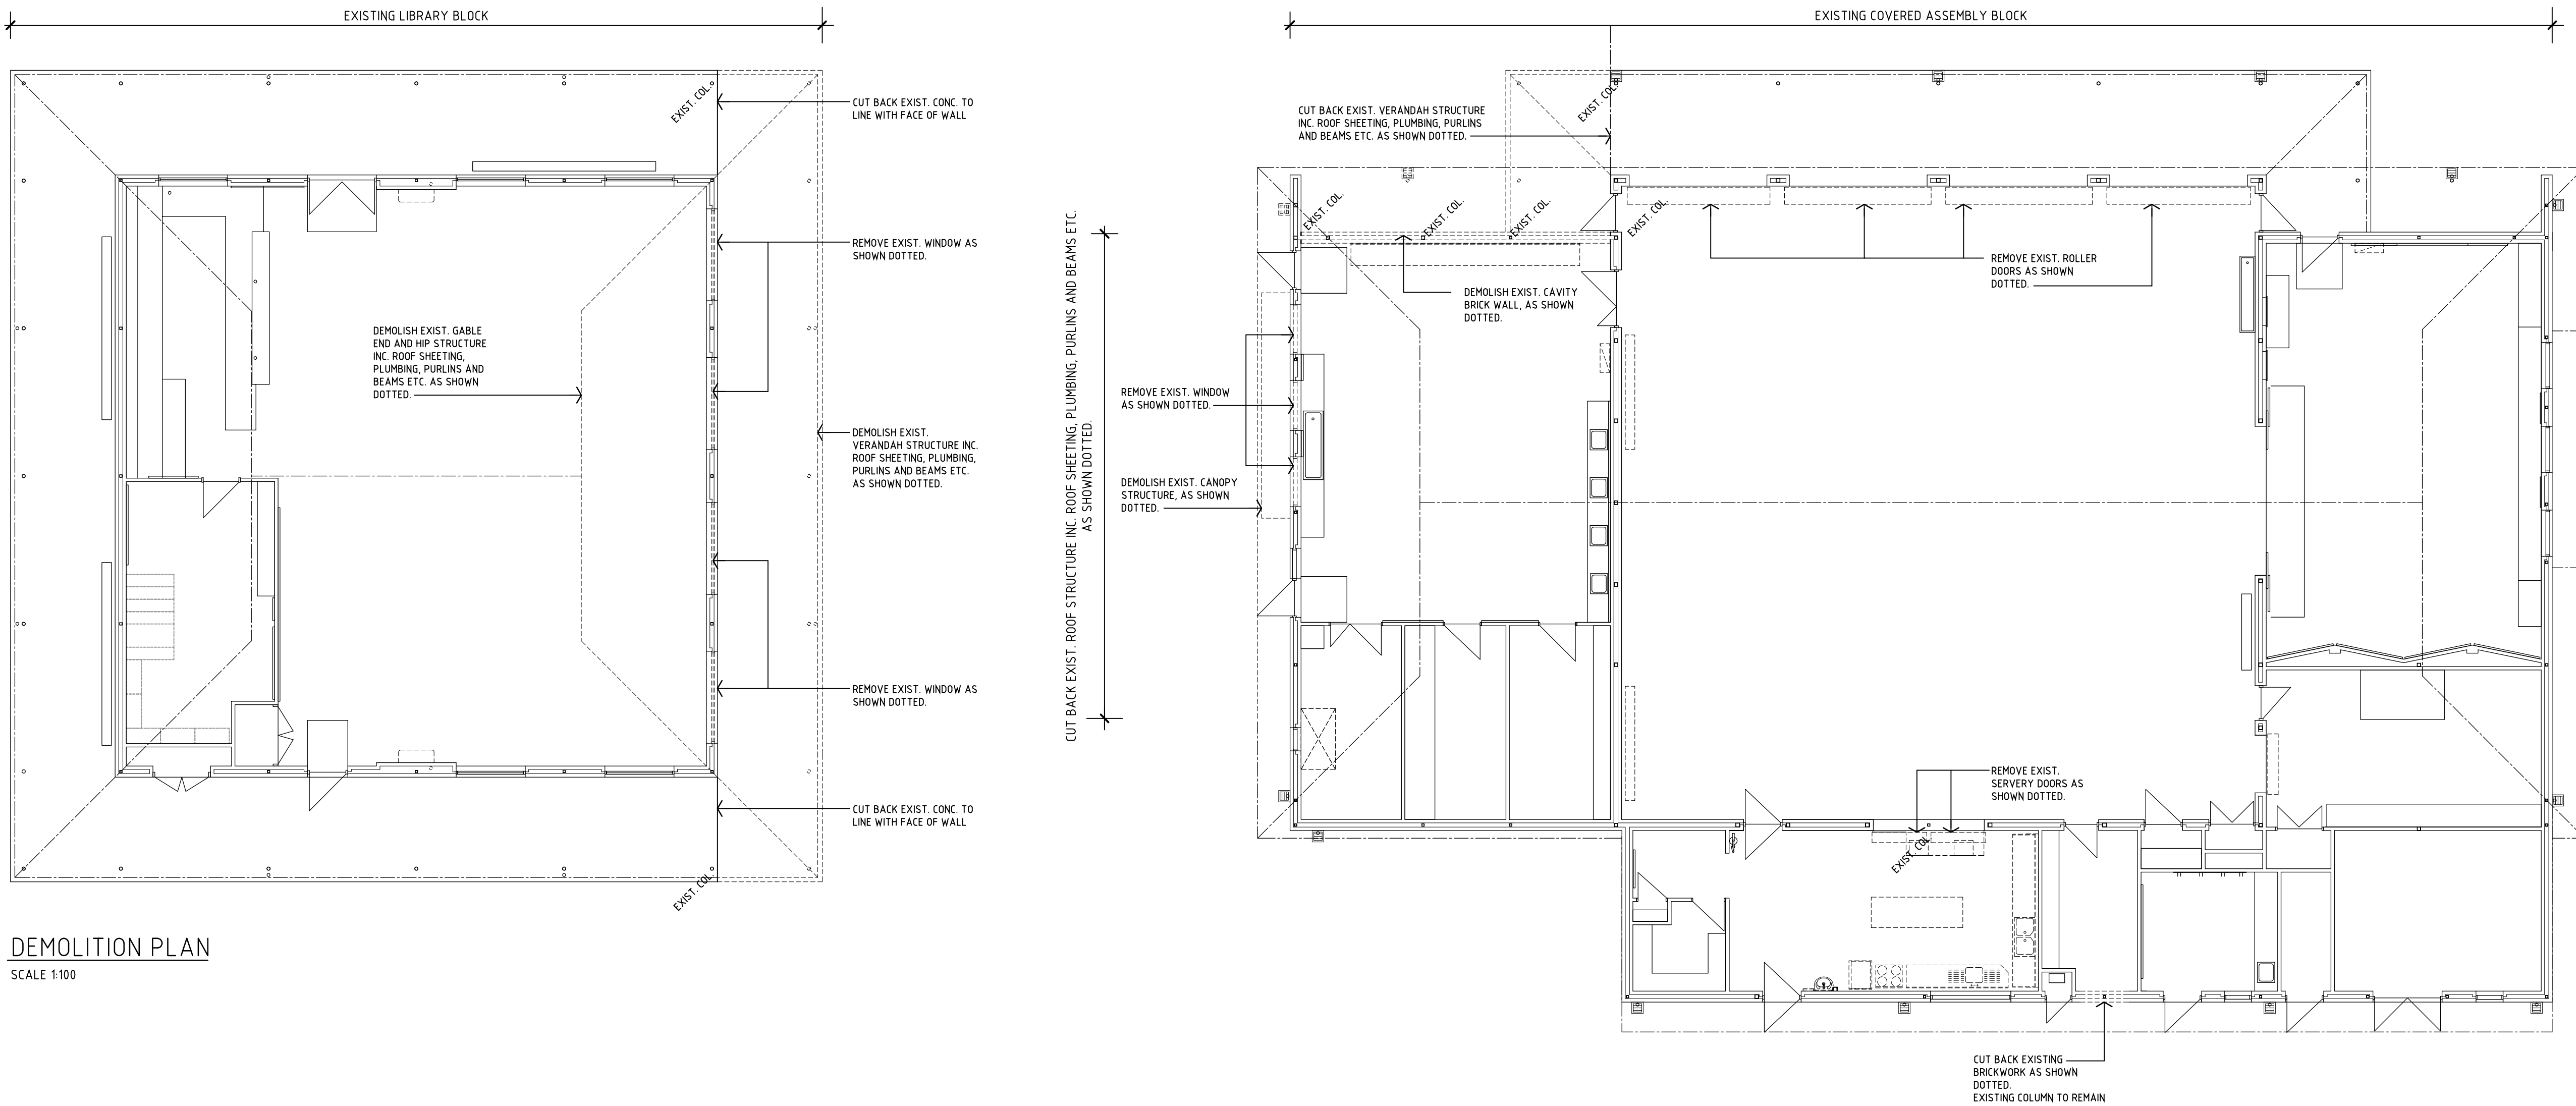 EXISTING LIBRARY BLOCK
EXIST. COL.
CUT BACK EXIST. CONC. TO
LINE WITH FACE OF WALL
REMOVE EXIST. WINDOW AS
SHOWN DOTTED.
DEMOLISH EXIST. GABLE
END AND HIP STRUCTURE
INC. ROOF SHEETING,
PLUMBING, PURLINS AND
BEAMS ETC. AS SHOWN
DOTTED.
DEMOLISH EXIST.
VERANDAH STRUCTURE INC.
ROOF SHEETING, PLUMBING,
PURLINS AND BEAMS ETC.
AS SHOWN DOTTED.
REMOVE EXIST. WINDOW AS
SHOWN DOTTED.
CUT BACK EXIST. CONC. TO
LINE WITH FACE OF WALL
EXIST. COL.
DEMOLITION PLAN
SCALE 1:100
EXISTING COVERED ASSEMBLY BLOCK
CUT BACK EXIST. VERANDAH STRUCTURE
INC. ROOF SHEETING, PLUMBING, PURLINS
AND BEAMS ETC. AS SHOWN DOTTED.
EXIST. COL.
EXIST. COL.
EXIST. COL.
EXIST. COL.
EXIST. COL.
CUT BACK EXIST. ROOF STRUCTURE INC. ROOF SHEETING, PLUMBING, PURLINS AND BEAMS ETC.
AS SHOWN DOTTED.
DEMOLISH EXIST. CAVITY
BRICK WALL, AS SHOWN
DOTTED.
REMOVE EXIST. ROLLER
DOORS AS SHOWN
DOTTED.
REMOVE EXIST. WINDOW
AS SHOWN DOTTED.
DEMOLISH EXIST. CANOPY
STRUCTURE, AS SHOWN
DOTTED.
REMOVE EXIST.
SERVERY DOORS AS
SHOWN DOTTED.
EXIST. COL.
CUT BACK EXISTING
BRICKWORK AS SHOWN
DOTTED.
EXISTING COLUMN TO REMAIN